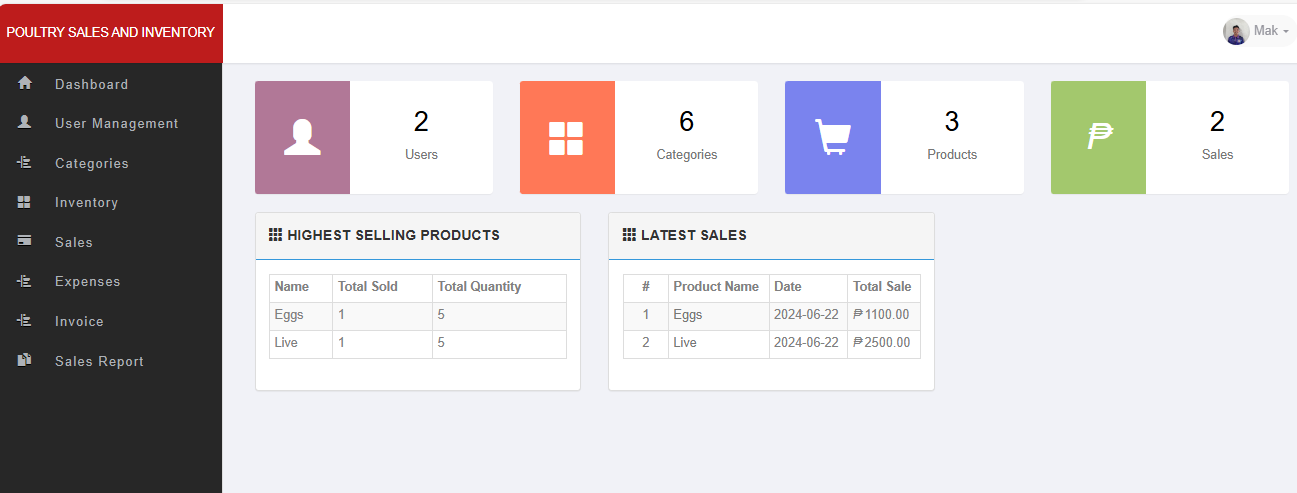 POULTRY SALES AND INVENTORY
Mak
Dashboard
User Management
Categories
Inventory
Sales
Expenses
Invoice
Sales Report
2
Users
6
Categories
3
Products
₱
2
Sales
HIGHEST SELLING PRODUCTS
Name Total Sold Total Quantity
Eggs 1 5
Live 1 5
LATEST SALES
# Product Name Date Total Sale
1 Eggs 2024-06-22 ₱1100.00
2 Live 2024-06-22 ₱2500.00